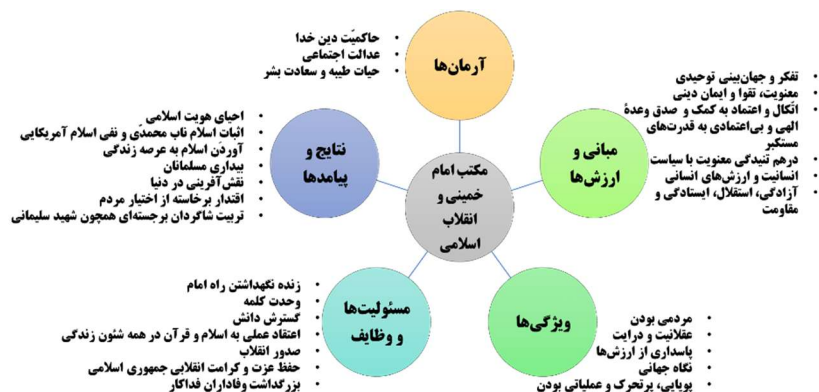 آرمان‌ها
• حاکمیّت دین خدا
• عدالت اجتماعی
• حیات طیبه و سعادت بشر
مبانی و
ارزش‌ها
• تفکر و جهان‌بینی توحیدی
• معنویت، تقوا و ایمان دینی
• اتّکال و اعتماد به کمک و صدق وعدهٔ
الهی و بی‌اعتمادی به قدرت‌های
مستکبر
• درهم تنیدگی معنویت با سیاست
• انسانیت و ارزش‌های انسانی
• آزادگی، استقلال، ایستادگی و
مقاومت
نتایج و
پیامدها
• احیای هویت اسلامی
• اثبات اسلام ناب محمدّی و نفی اسلام آمریکایی
• آوردن اسلام به عرصه زندگی
• بیداری مسلمانان
• نقش‌آفرینی در دنیا
• اقتدار برخاسته از اختیار مردم
• تربیت شاگردان برجسته‌ای همچون شهید سلیمانی
مکتب امام
خمینی و
انقلاب
اسلامی
ویژگی‌ها
• مردمی بودن
• عقلانیت و درایت
• پاسداری از ارزش‌ها
• نگاه جهانی
• پویایی، پرتحرک و عملیاتی بودن
مسئولیت‌ها
و وظایف
• زنده نگهداشتن راه امام
• وحدت کلمه
• گسترش دانش
• اعتقاد عملی به اسلام و قرآن در همه شئون زندگی
• صدور انقلاب
• حفظ عزت و کرامت انقلابی جمهوری اسلامی
• بزرگداشت وفاداران فداکار